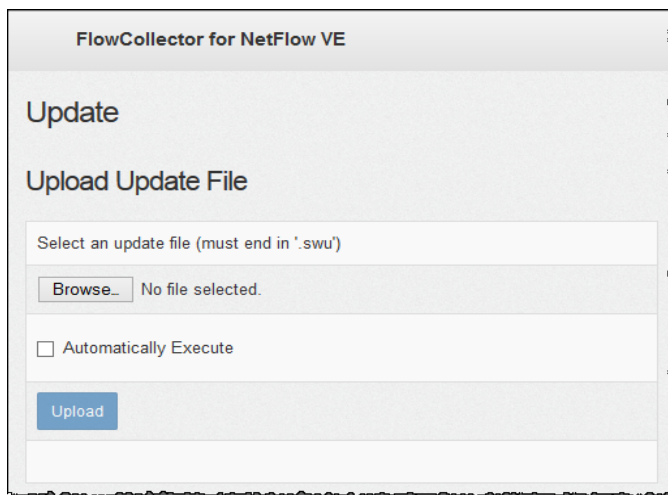 FlowCollector for NetFlow VE
Update
Upload Update File
Select an update file (must end in '.swu')
Browse… No file selected.
Automatically Execute
Upload